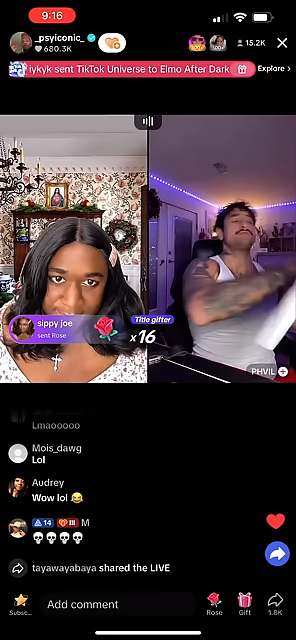 9:16
_psyiconic_
680.3K
300+
15.2K
iykyk sent TikTok Universe to Elmo After Dark
Explore >
Title gifter
sippy joe
sent Rose
x16
PHVIL
Lmaooooo
Mois_dawg
Lol
Audrey
Wow lol 😂
14 III M
💀💀💀💀
tayawayabaya shared the LIVE
Subsc...
Add comment
Rose
Gift
1.8K